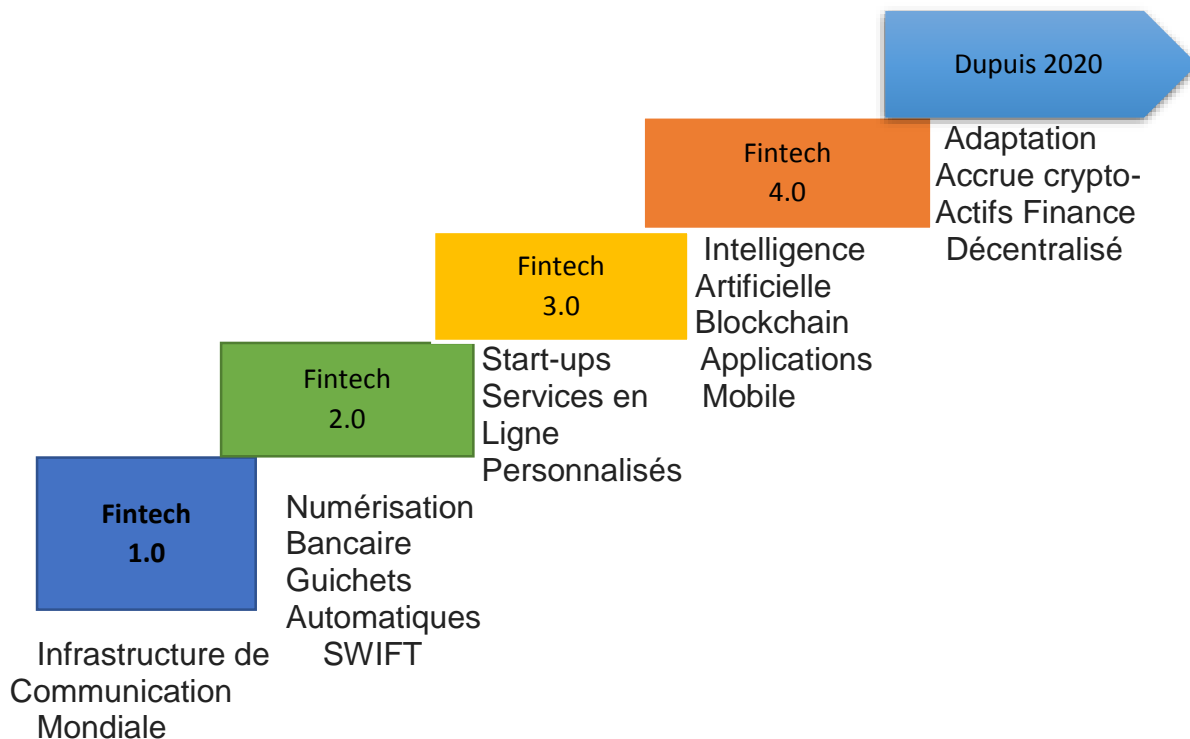 Dupuis 2020
Adaptation
Accrue crypto-
Actifs Finance
Décentralisé
Fintech
4.0
Intelligence
Artificielle
Blockchain
Applications
Mobile
Fintech
3.0
Start-ups
Services en
Ligne
Personnalisés
Fintech
2.0
Numérisation
Bancaire
Guichets
Automatiques
SWIFT
Fintech
1.0
Infrastructure de
Communication
Mondiale